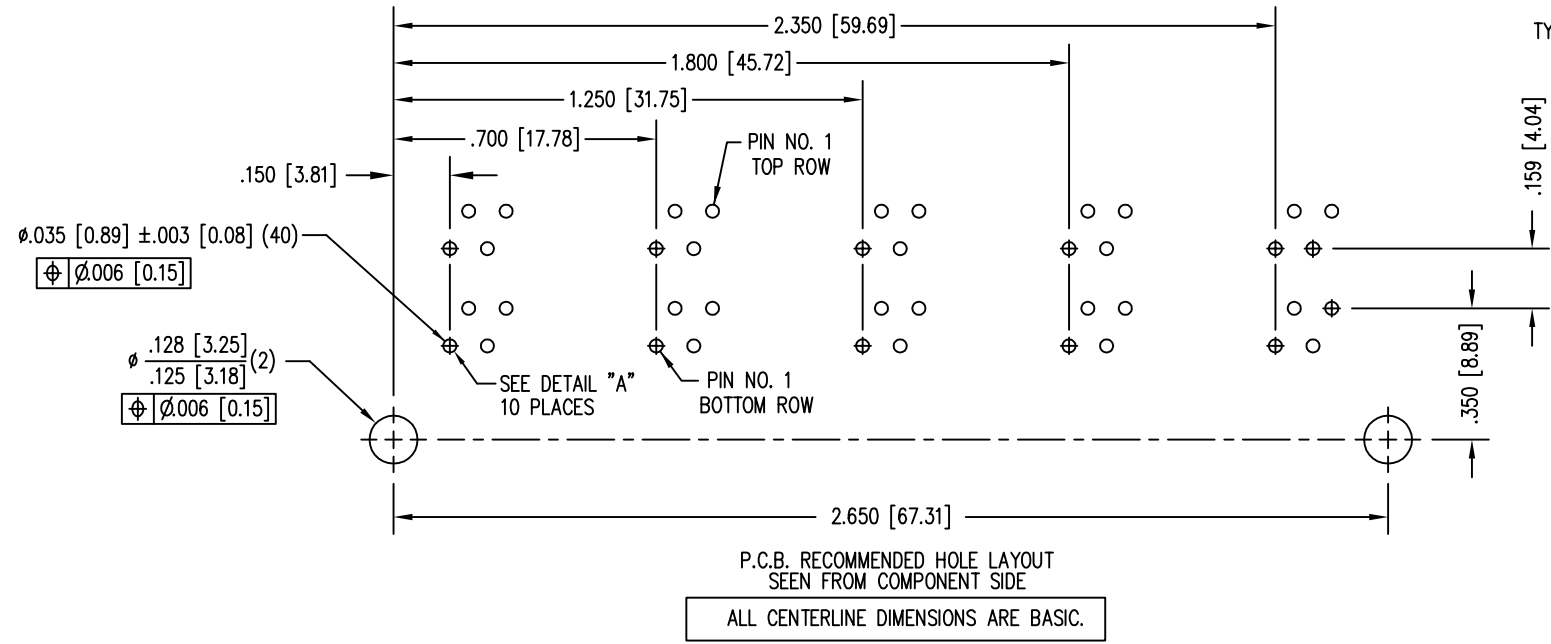 2.350 [59.69]
TY
1.800 [45.72]
1.250 [31.75]
.700 [17.78]
PIN NO. 1
TOP ROW
.159 [4.04]
.150 [3.81]
ø.035 [0.89] ±.003 [0.08] (40)
⌖ Ø.006 [0.15]
ø .128 [3.25]
.125 [3.18] (2)
⌖ Ø.006 [0.15]
SEE DETAIL "A"
10 PLACES
PIN NO. 1
BOTTOM ROW
.350 [8.89]
2.650 [67.31]
P.C.B. RECOMMENDED HOLE LAYOUT
SEEN FROM COMPONENT SIDE
ALL CENTERLINE DIMENSIONS ARE BASIC.